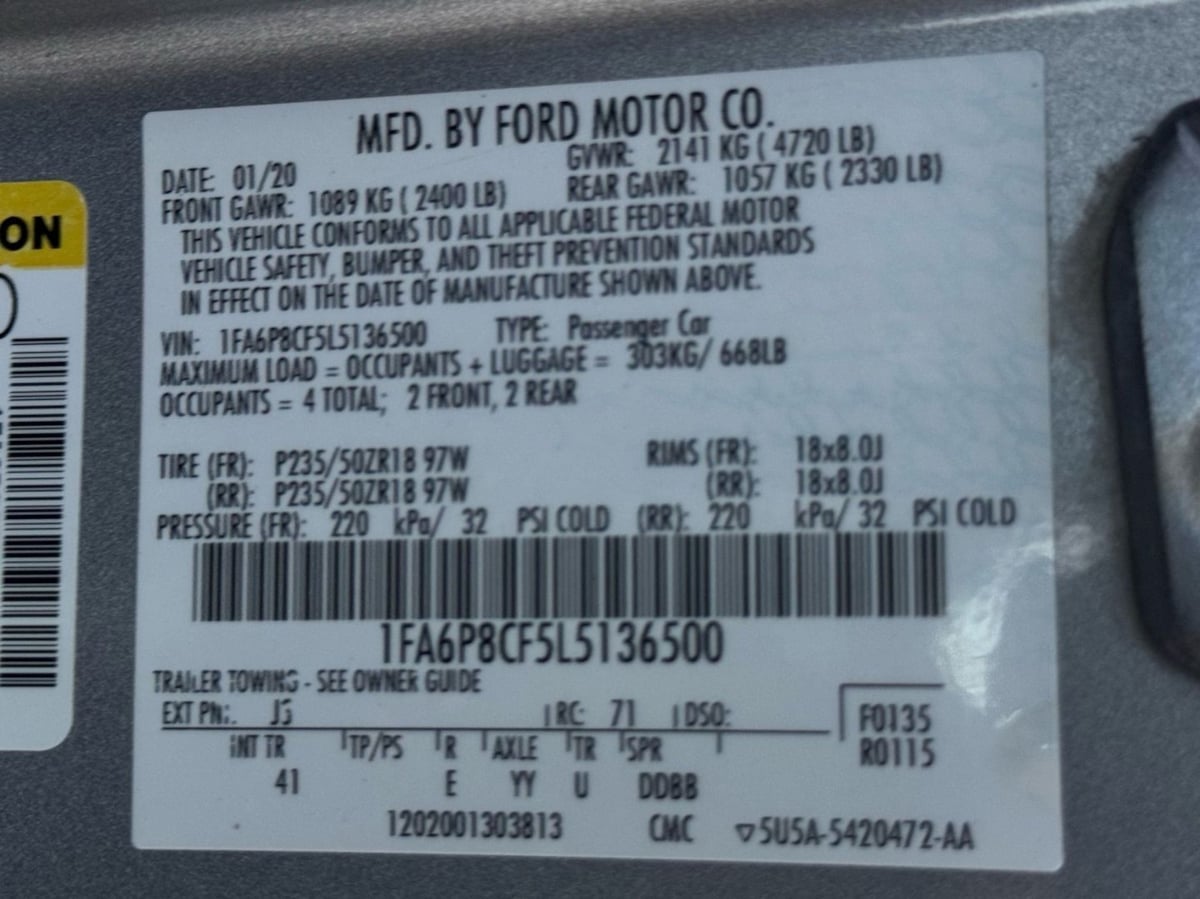 MFD. BY FORD MOTOR CO.
DATE: 01/20
GVWR: 2141 KG ( 4720 LB)
FRONT GAWR: 1089 KG ( 2400 LB)
REAR GAWR: 1057 KG ( 2330 LB)
THIS VEHICLE CONFORMS TO ALL APPLICABLE FEDERAL MOTOR
VEHICLE SAFETY, BUMPER, AND THEFT PREVENTION STANDARDS
IN EFFECT ON THE DATE OF MANUFACTURE SHOWN ABOVE.
VIN: 1FA6P8CF5L5136500 TYPE: Passenger Car
MAXIMUM LOAD = OCCUPANTS + LUGGAGE = 303KG/ 668LB
OCCUPANTS = 4 TOTAL; 2 FRONT, 2 REAR
TIRE (FR): P235/50ZR18 97W RIMS (FR): 18x8.0J
(RR): P235/50ZR18 97W (RR): 18x8.0J
PRESSURE (FR): 220 kPa/ 32 PSI COLD (RR): 220 kPa/ 32 PSI COLD
1FA6P8CF5L5136500
TRAILER TOWING - SEE OWNER GUIDE
EXT PNT: RC: 71 DSO:
F0135
R0115
INT TR TP/PS R AXLE TR SPR
41 E YY U DDBB
1202001303813 CMC ▽5U5A-5420472-AA
ON